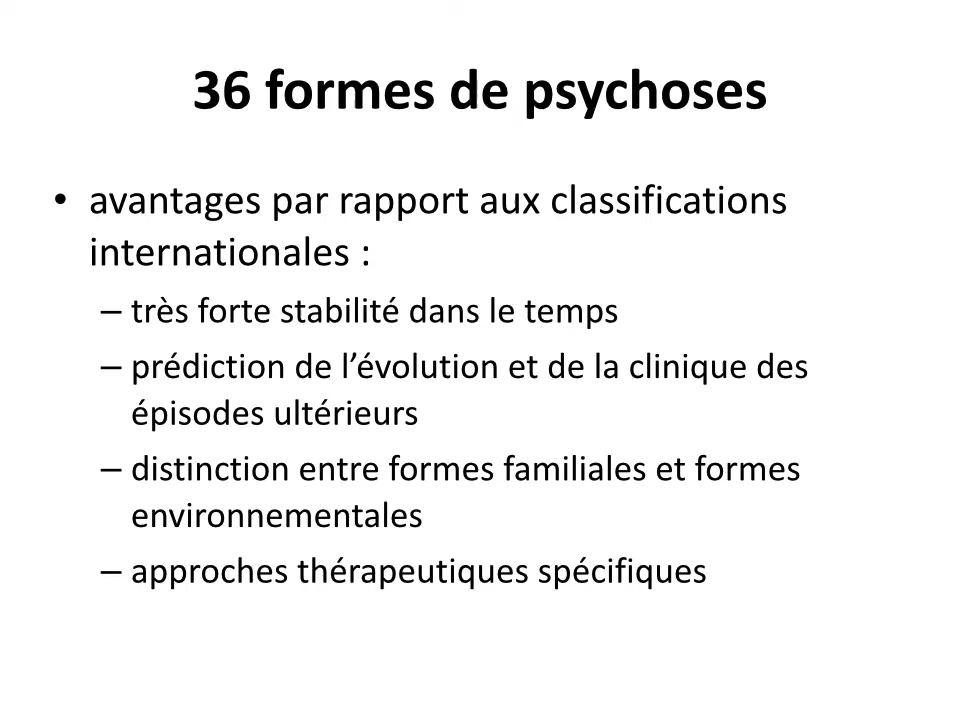 36 formes de psychoses
• avantages par rapport aux classifications
internationales :
– très forte stabilité dans le temps
– prédiction de l’évolution et de la clinique des
épisodes ultérieurs
– distinction entre formes familiales et formes
environnementales
– approches thérapeutiques spécifiques